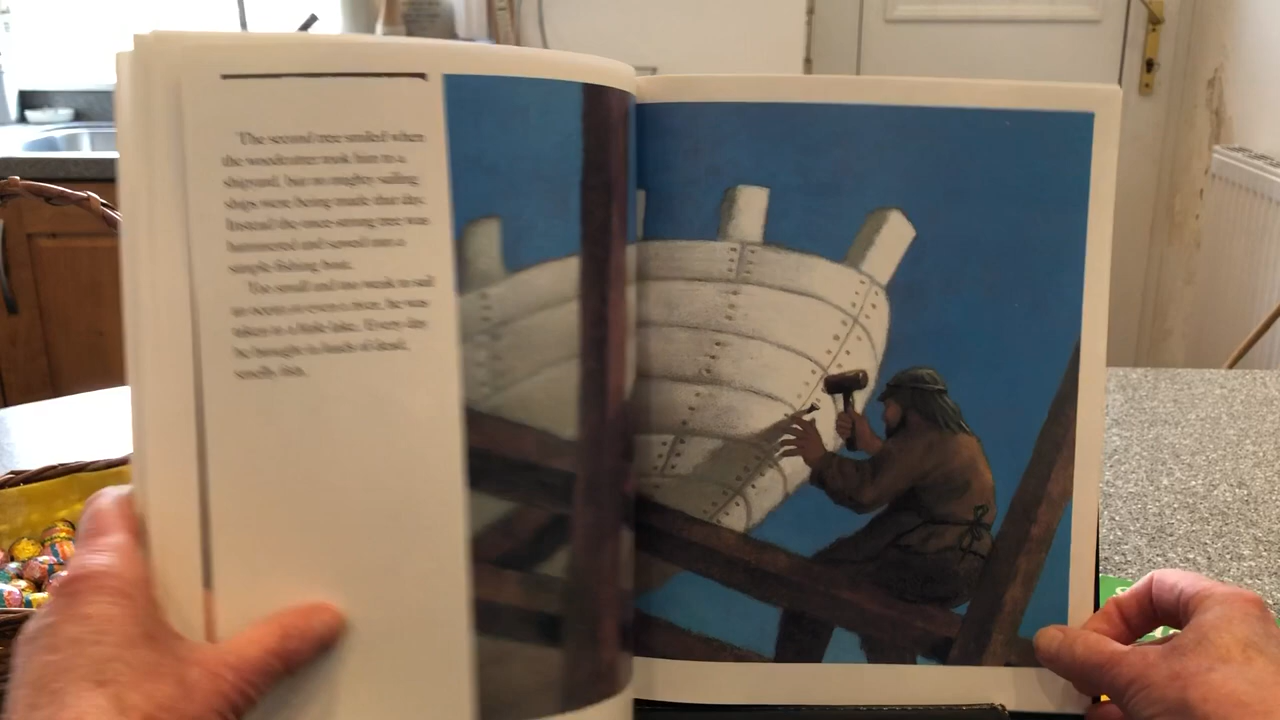 The second tree smiled when
the woodcutter took him to a
shipyard, but no mighty sailing
ships were being made that day.
Instead the once-strong tree was
hammered and sawed into a
simple fishing boat.
Too small and too weak to sail
an ocean or even a river, he was
taken to a little lake. Every day
he brought in loads of dead,
smelly fish.